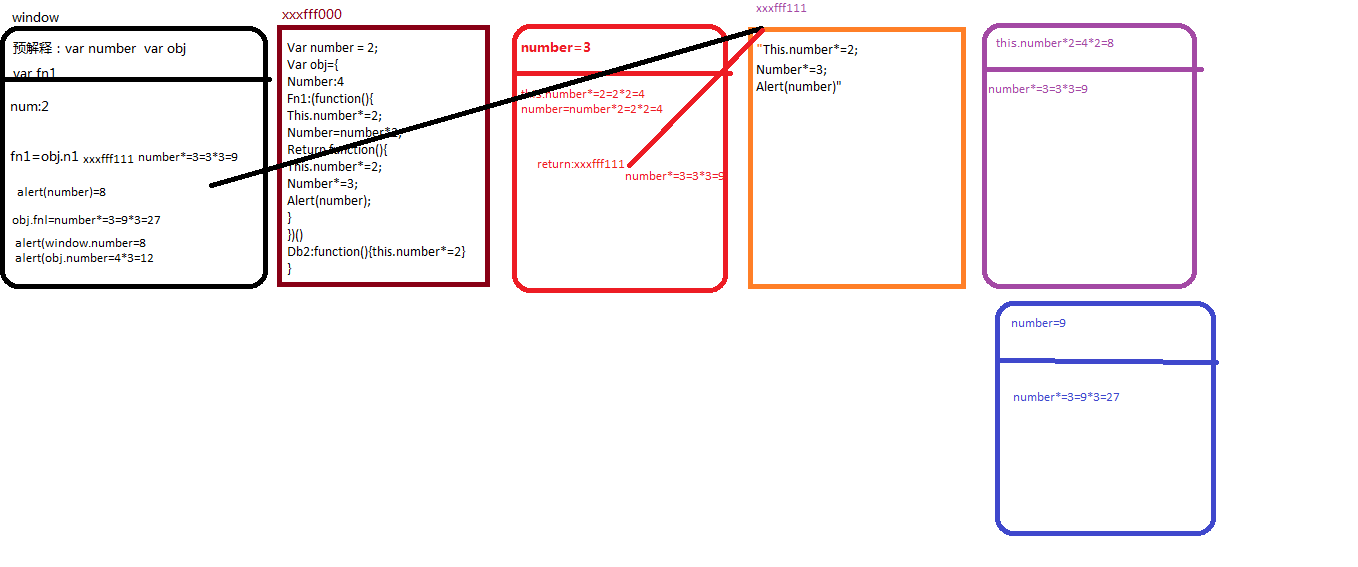 window
预解释：var number var obj
var fn1
num:2
fn1=obj.n1 xxxfff111 number*=3=3*3=9
alert(number)=8
obj.fnl=number*=3=9*3=27
alert(window.number=8
alert(obj.number=4*3=12
xxxfff000
Var number = 2;
Var obj={
Number:4
Fn1:(function(){
This.number*=2;
Number=number*2;
Return function(){
This.number*=2;
Number*=3;
Alert(number);
}
})()
Db2:function(){this.number*=2}
}
number=3
this.number*=2=2*2=4
number=number*2=2*2=4
return:xxxfff111
number*=3=3*3=9
xxxfff111
"This.number*=2;
Number*=3;
Alert(number)"
this.number*2=4*2=8
number*=3=3*3=9
number=9
number*=3=9*3=27